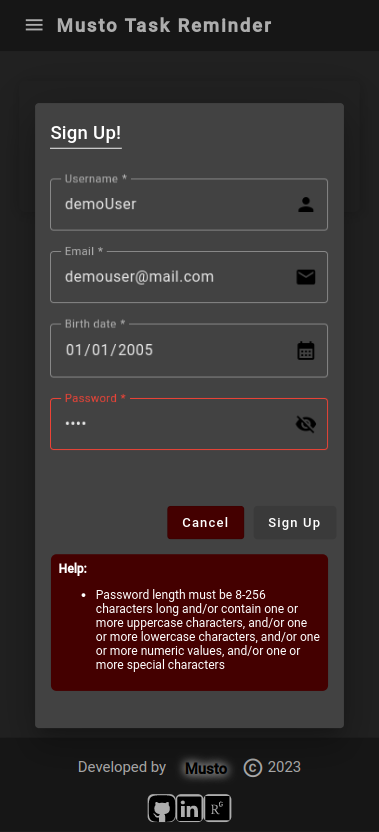 Musto Task Reminder
Sign Up!
Username *
demoUser
Email *
demouser@mail.com
Birth date *
01/01/2005
Password *
••••
Cancel Sign Up
Help:
• Password length must be 8-256
characters long and/or contain one or
more uppercase characters, and/or one
or more lowercase characters, and/or one
or more numeric values, and/or one or
more special characters
Developed by Musto © 2023
in R G